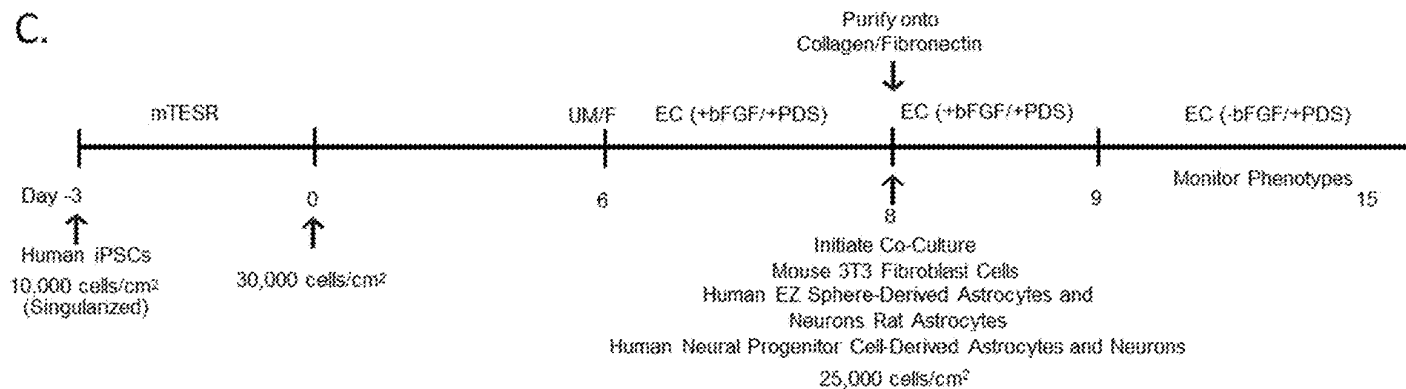 C.
Purify onto
Collagen/Fibronectin
mTESR
UM/F
EC (+bFGF/+PDS)
EC (+bFGF/+PDS)
EC (-bFGF/+PDS)
Day -3
0
6
8
9
Monitor Phenotypes
15
Human iPSCs
10,000 cells/cm²
(Singularized)
30,000 cells/cm²
Initiate Co-Culture
Mouse 3T3 Fibroblast Cells
Human EZ Sphere-Derived Astrocytes and
Neurons Rat Astrocytes
Human Neural Progenitor Cell-Derived Astrocytes and Neurons
25,000 cells/cm²